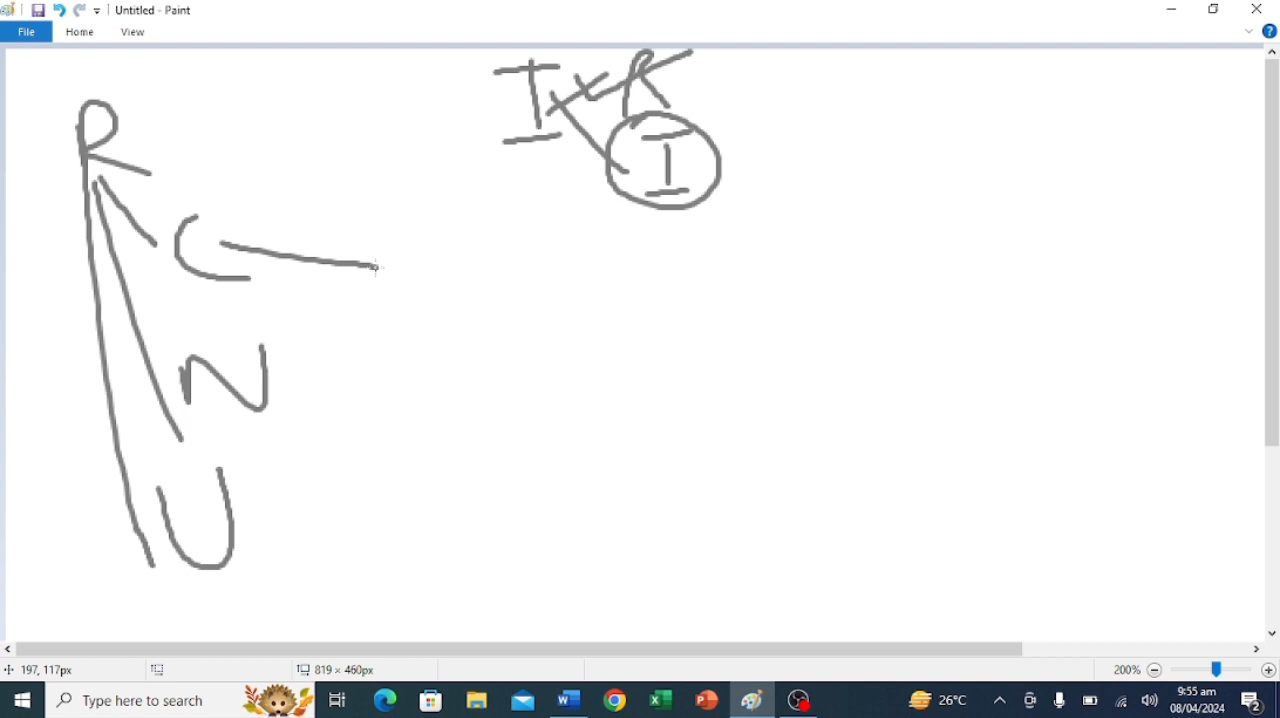 Untitled - Paint
File Home View
I x R
I
R
C
N
U
197, 117px
819 × 460px
200%
Type here to search
26°C
9:55 am
08/04/2024
2